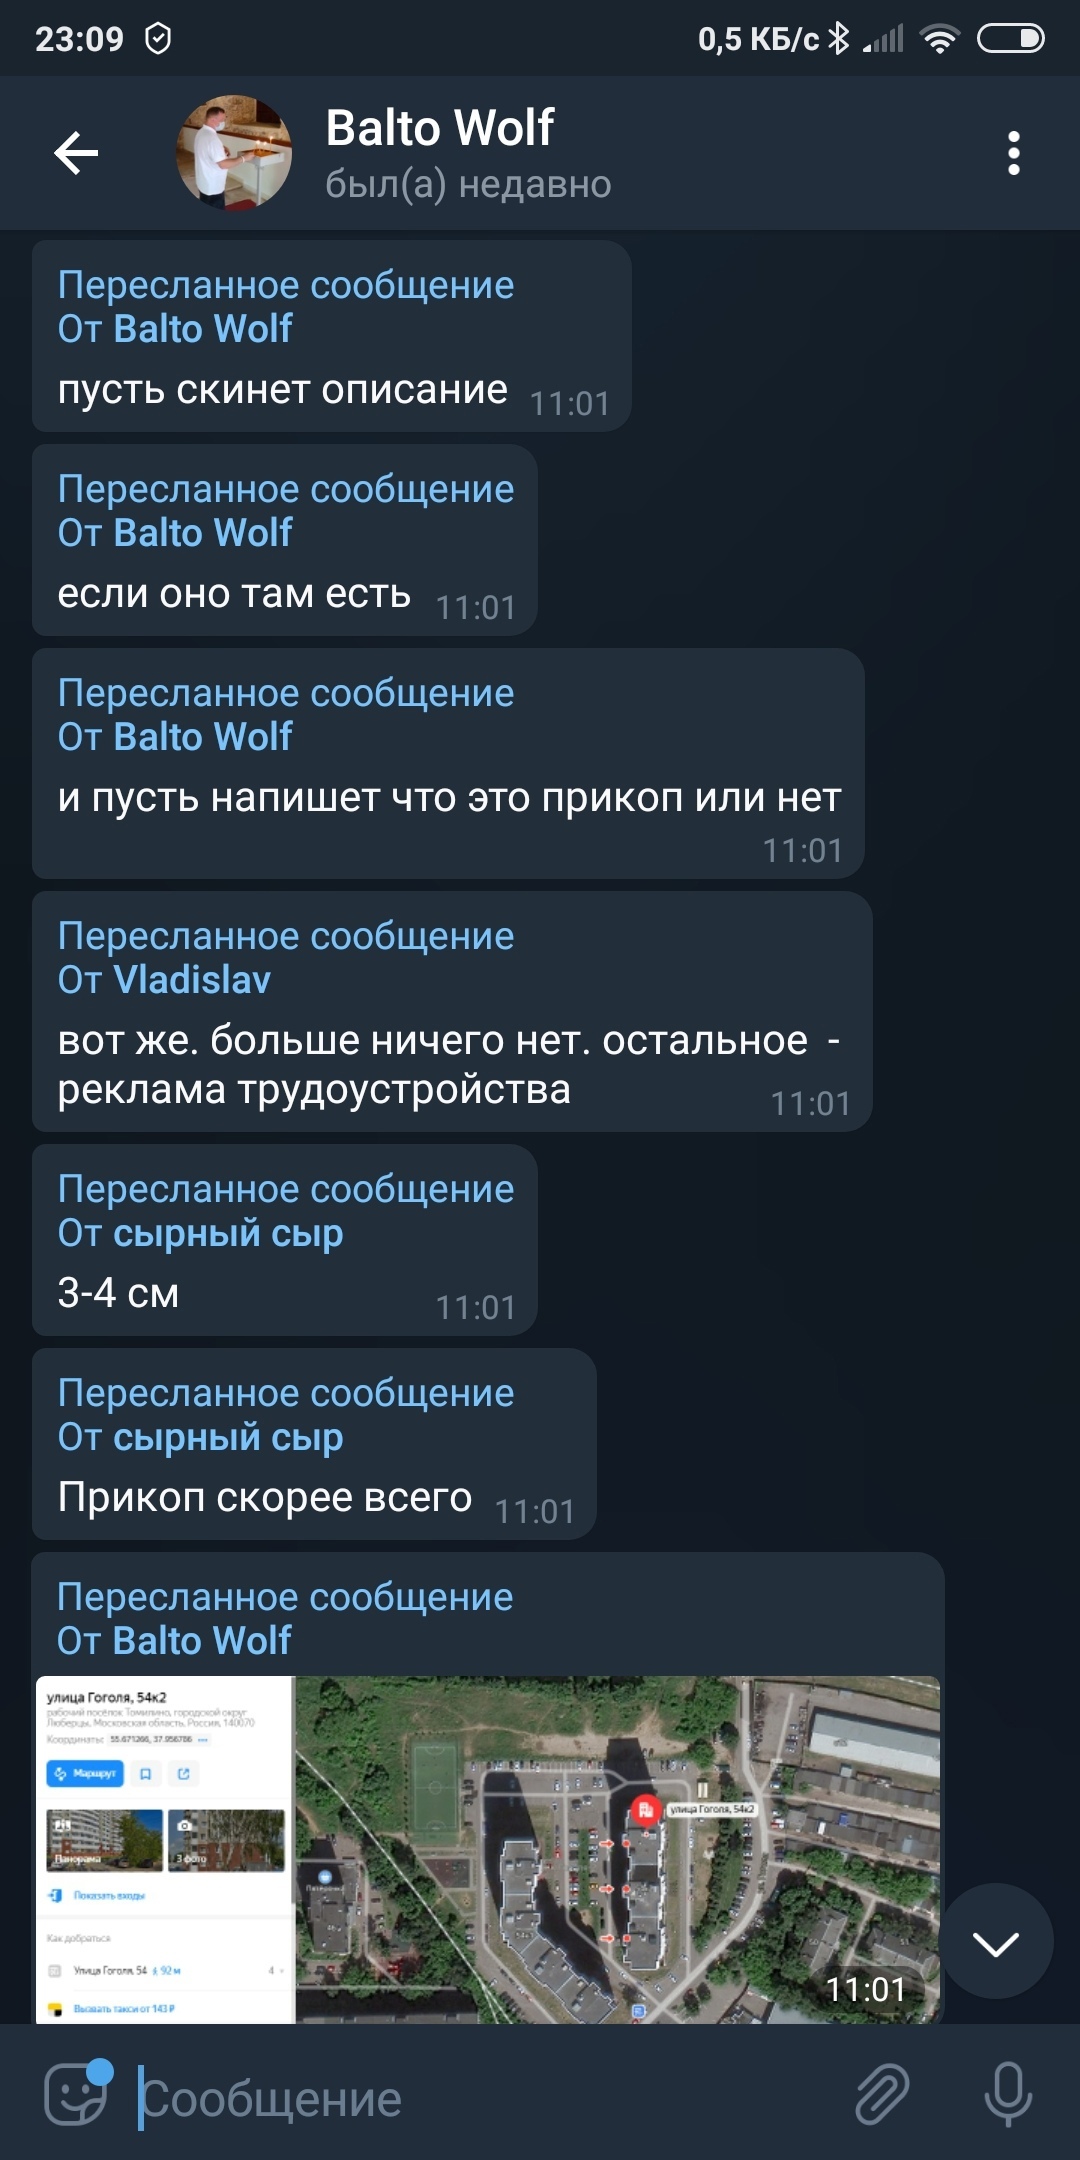 23:09
0,5 КБ/с
Balto Wolf
был(а) недавно
Пересланное сообщение
От Balto Wolf
пусть скинет описание 11:01
Пересланное сообщение
От Balto Wolf
если оно там есть 11:01
Пересланное сообщение
От Balto Wolf
и пусть напишет что это прикоп или нет
11:01
Пересланное сообщение
От Vladislav
вот же. больше ничего нет. остальное -
реклама трудоустройства 11:01
Пересланное сообщение
От сырный сыр
3-4 см 11:01
Пересланное сообщение
От сырный сыр
Прикоп скорее всего 11:01
Пересланное сообщение
От Balto Wolf
улица Гоголя, 54к2
рабочий посёлок Томилино, городской округ
Люберцы, Московская область, Россия, 140070
Координаты: 55.671266, 37.956786
Маршрут
Панорама
3 фото
Показать входы
Как добраться
Улица Гоголя, 54 92 м 4
Вызвать такси от 143 ₽
улица Гоголя, 54к2
11:01
Сообщение